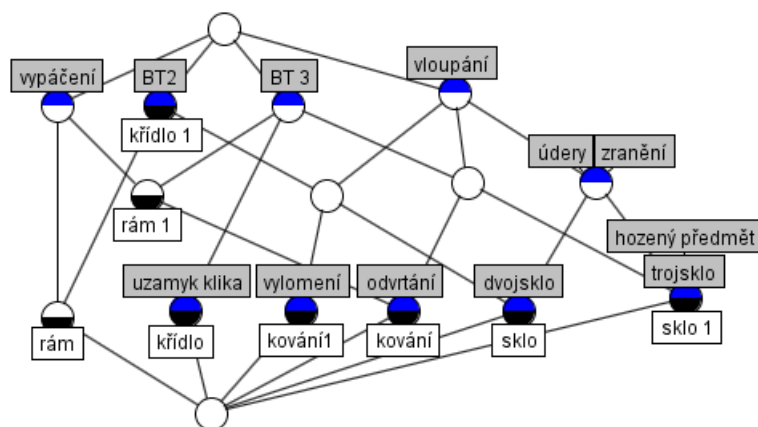 vypáčení
BT2
BT 3
vloupání
křídlo 1
údery
zranění
rám 1
hozený předmět
uzamyk klika
vylomení
odvrtání
dvojsklo
trojsklo
rám
křídlo
kování1
kování
sklo
sklo 1